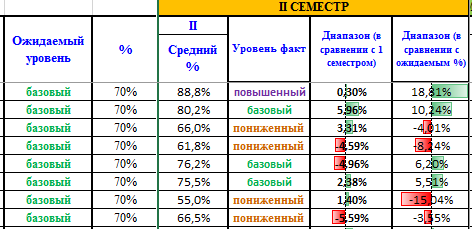 II СЕМЕСТР
Ожидаемый уровень % II Средний % Уровень факт Диапазон (в сравнении с 1 семестром) Диапазон (в сравнении с ожидаемым %)
базовый 70% 88,8% повышенный 0,30% 18,81%
базовый 70% 80,2% базовый 5,96% 10,24%
базовый 70% 66,0% пониженный 3,31% -4,01%
базовый 70% 61,8% пониженный -4,59% -8,24%
базовый 70% 76,2% базовый -4,96% 6,20%
базовый 70% 75,5% базовый 2,38% 5,51%
базовый 70% 55,0% пониженный 1,40% -15,04%
базовый 70% 66,5% пониженный -5,59% -3,55%